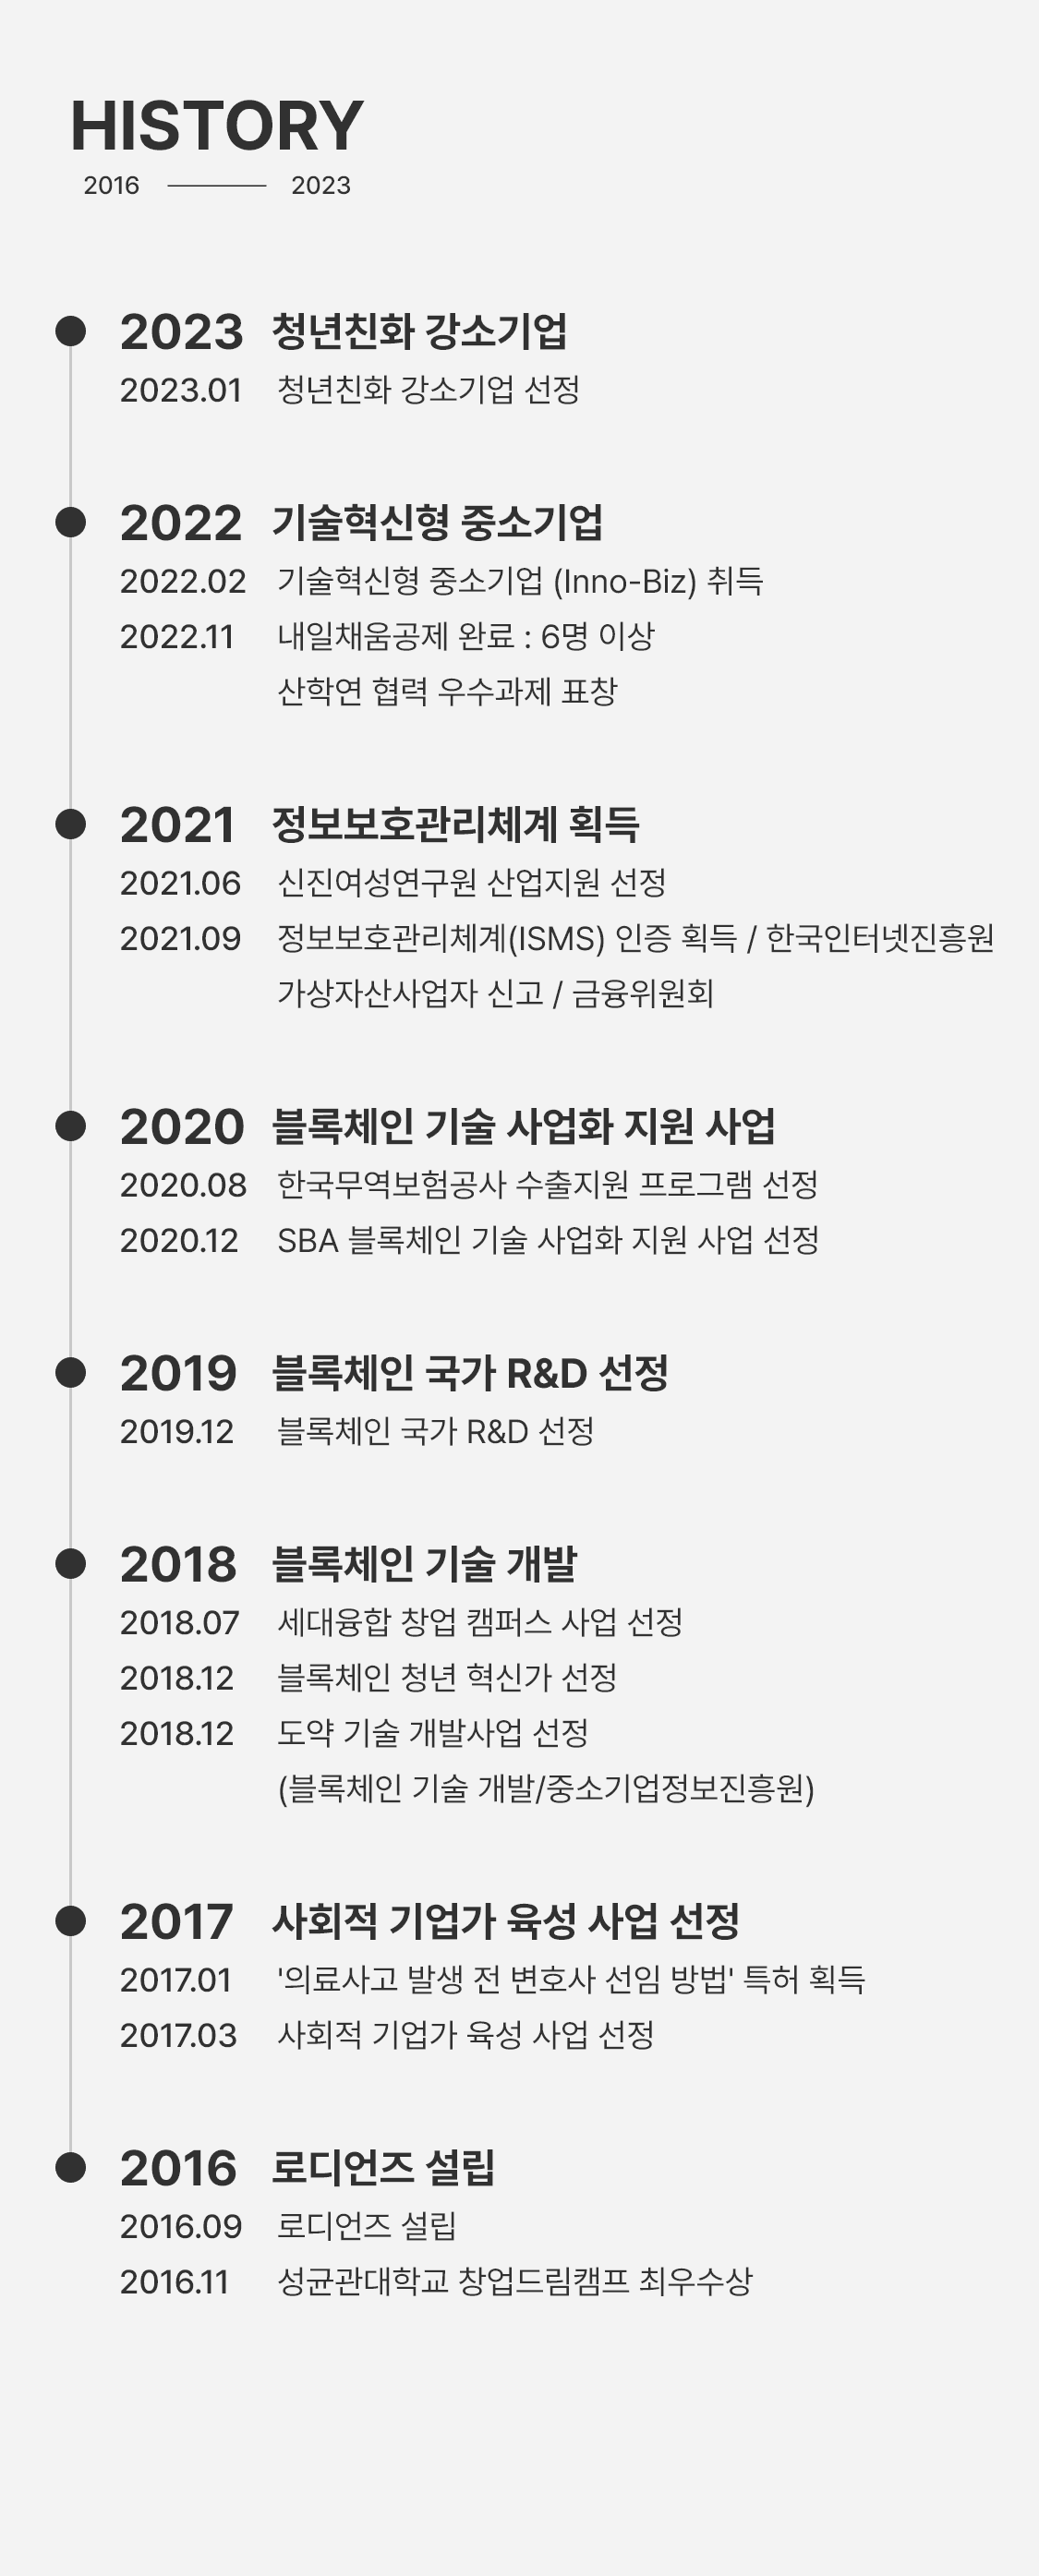 HISTORY
2016 2023
2023 청년친화 강소기업
2023.01 청년친화 강소기업 선정
2022 기술혁신형 중소기업
2022.02 기술혁신형 중소기업 (Inno-Biz) 취득
2022.11 내일채움공제 완료 : 6명 이상
산학연 협력 우수과제 표창
2021 정보보호관리체계 획득
2021.06 신진여성연구원 산업지원 선정
2021.09 정보보호관리체계(ISMS) 인증 획득 / 한국인터넷진흥원
가상자산사업자 신고 / 금융위원회
2020 블록체인 기술 사업화 지원 사업
2020.08 한국무역보험공사 수출지원 프로그램 선정
2020.12 SBA 블록체인 기술 사업화 지원 사업 선정
2019 블록체인 국가 R&D 선정
2019.12 블록체인 국가 R&D 선정
2018 블록체인 기술 개발
2018.07 세대융합 창업 캠퍼스 사업 선정
2018.12 블록체인 청년 혁신가 선정
2018.12 도약 기술 개발사업 선정
(블록체인 기술 개발/중소기업정보진흥원)
2017 사회적 기업가 육성 사업 선정
2017.01 '의료사고 발생 전 변호사 선임 방법' 특허 획득
2017.03 사회적 기업가 육성 사업 선정
2016 로디언즈 설립
2016.09 로디언즈 설립
2016.11 성균관대학교 창업드림캠프 최우수상